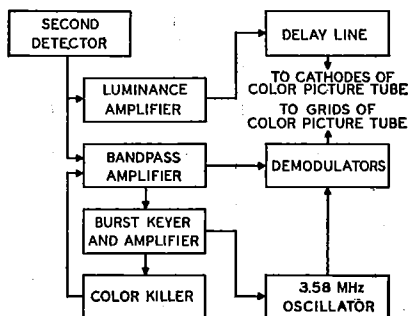 SECOND
DETECTOR
DELAY LINE
LUMINANCE
AMPLIFIER
TO CATHODES OF
COLOR PICTURE TUBE
TO GRIDS OF
COLOR PICTURE TUBE
BANDPASS
AMPLIFIER
DEMODULATORS
BURST KEYER
AND AMPLIFIER
COLOR KILLER
3.58 MHz
OSCILLATOR